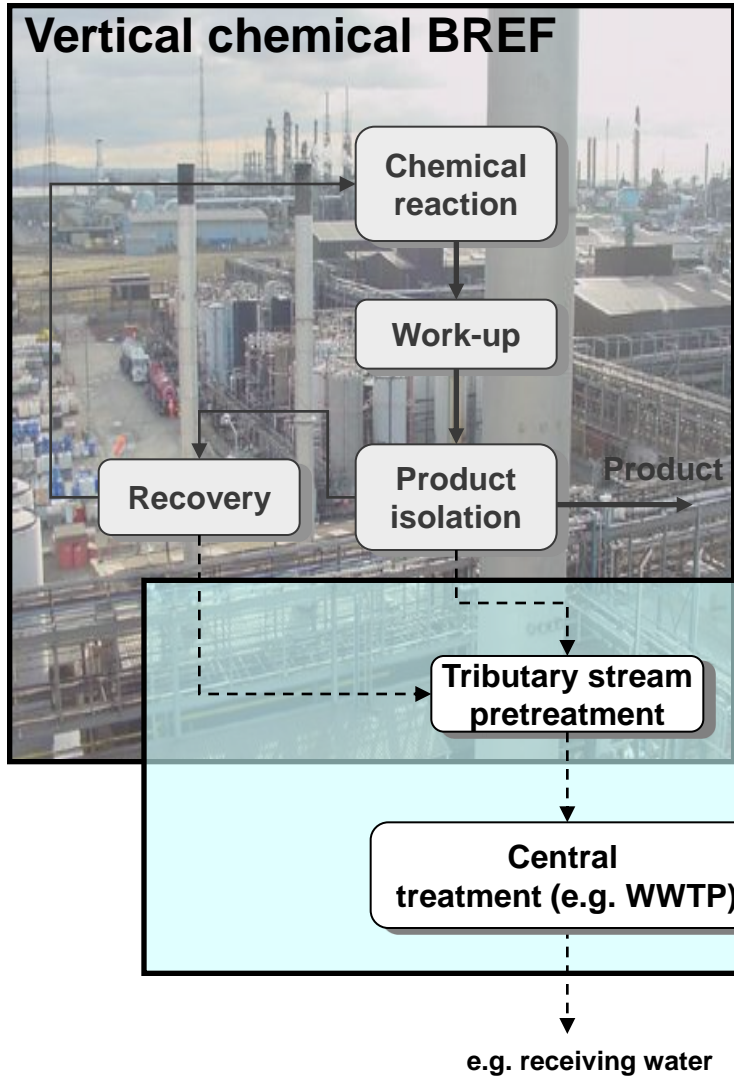 Vertical chemical BREF
Chemical
reaction
Work-up
Product
isolation
Product
Recovery
Tributary stream
pretreatment
Central
treatment (e.g. WWTP)
e.g. receiving water